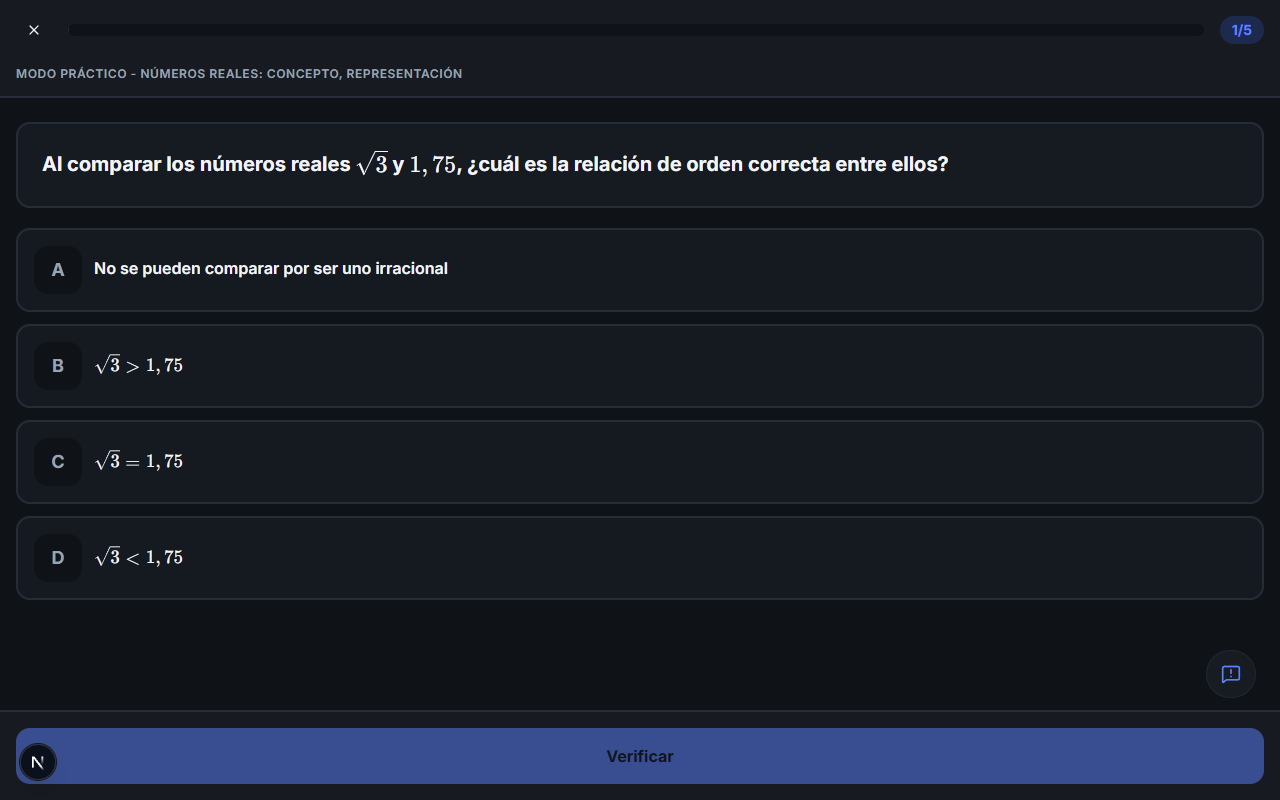 1/5
MODO PRÁCTICO - NÚMEROS REALES: CONCEPTO, REPRESENTACIÓN
Al comparar los números reales √3 y 1,75, ¿cuál es la relación de orden correcta entre ellos?
A No se pueden comparar por ser uno irracional
B √3 > 1,75
C √3 = 1,75
D √3 < 1,75
Verificar
N